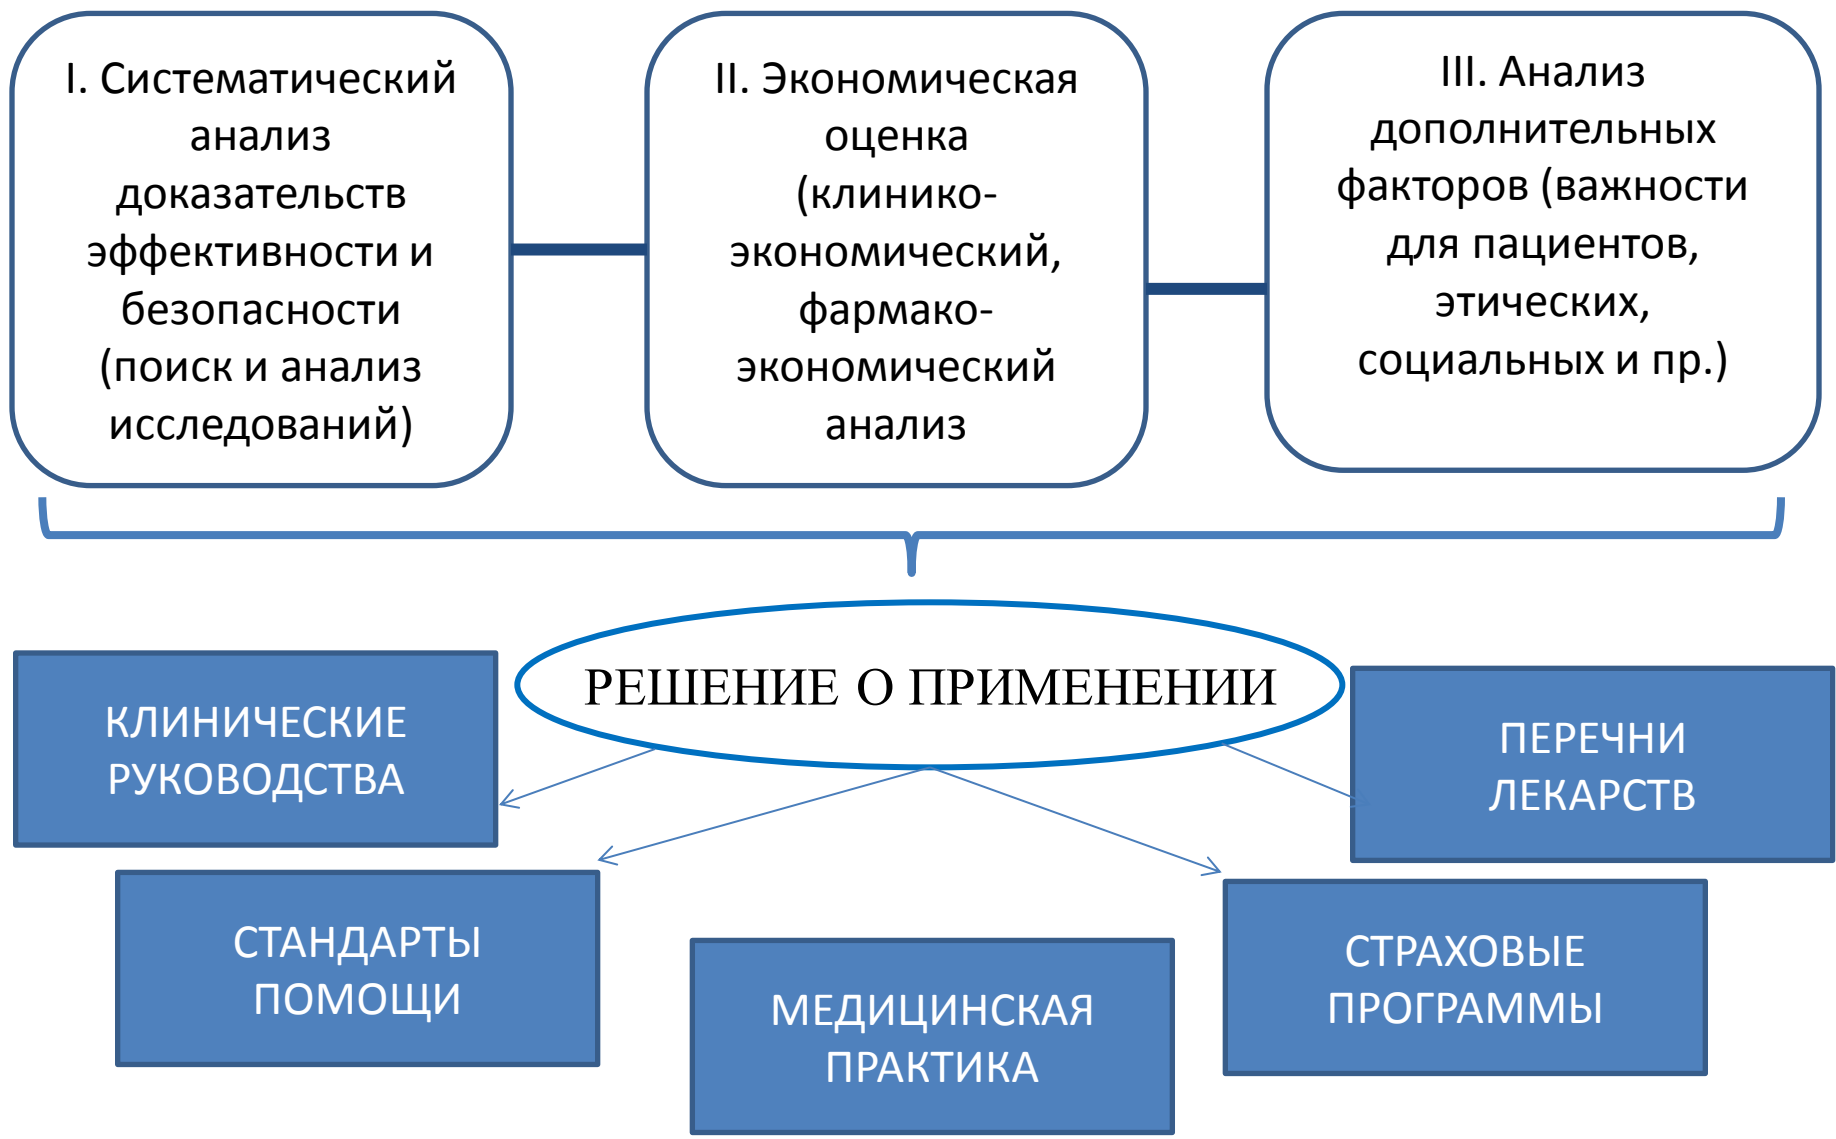 I. Систематический
анализ
доказательств
эффективности и
безопасности
(поиск и анализ
исследований)
II. Экономическая
оценка
(клинико-
экономический,
фармако-
экономический
анализ
III. Анализ
дополнительных
факторов (важности
для пациентов,
этических,
социальных и пр.)
РЕШЕНИЕ О ПРИМЕНЕНИИ
КЛИНИЧЕСКИЕ
РУКОВОДСТВА
ПЕРЕЧНИ
ЛЕКАРСТВ
СТАНДАРТЫ
ПОМОЩИ
МЕДИЦИНСКАЯ
ПРАКТИКА
СТРАХОВЫЕ
ПРОГРАММЫ